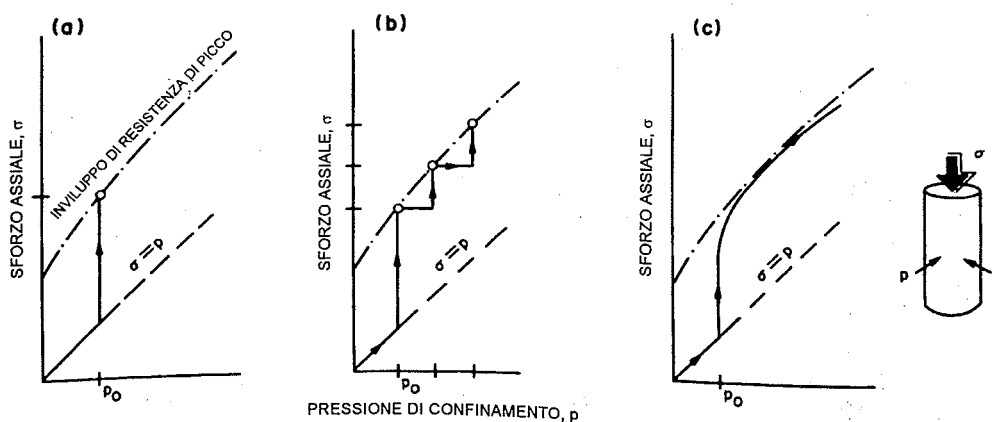 (a)
(b)
(c)
SFORZO ASSIALE, σ
INVILUPPO DI RESISTENZA DI PICCO
σ = p
p₀
SFORZO ASSIALE, σ
σ = p
p₀
SFORZO ASSIALE, σ
σ = p
p₀
σ
p
PRESSIONE DI CONFINAMENTO, p